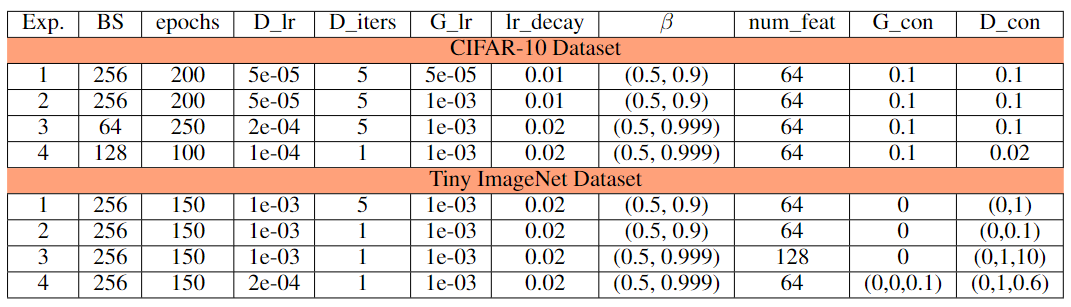 Exp. BS epochs D_lr D_iters G_lr lr_decay β num_feat G_con D_con
CIFAR-10 Dataset
1 256 200 5e-05 5 5e-05 0.01 (0.5, 0.9) 64 0.1 0.1
2 256 200 5e-05 5 1e-03 0.01 (0.5, 0.9) 64 0.1 0.1
3 64 250 2e-04 5 1e-03 0.02 (0.5, 0.999) 64 0.1 0.1
4 128 100 1e-04 1 1e-03 0.02 (0.5, 0.999) 64 0.1 0.02
Tiny ImageNet Dataset
1 256 150 1e-03 5 1e-03 0.02 (0.5, 0.9) 64 0 (0,1)
2 256 150 1e-03 1 1e-03 0.02 (0.5, 0.9) 64 0 (0,0.1)
3 256 150 1e-03 1 1e-03 0.02 (0.5, 0.999) 128 0 (0,1,10)
4 256 150 2e-04 1 1e-03 0.02 (0.5, 0.999) 64 (0,0,0.1) (0,1,0.6)